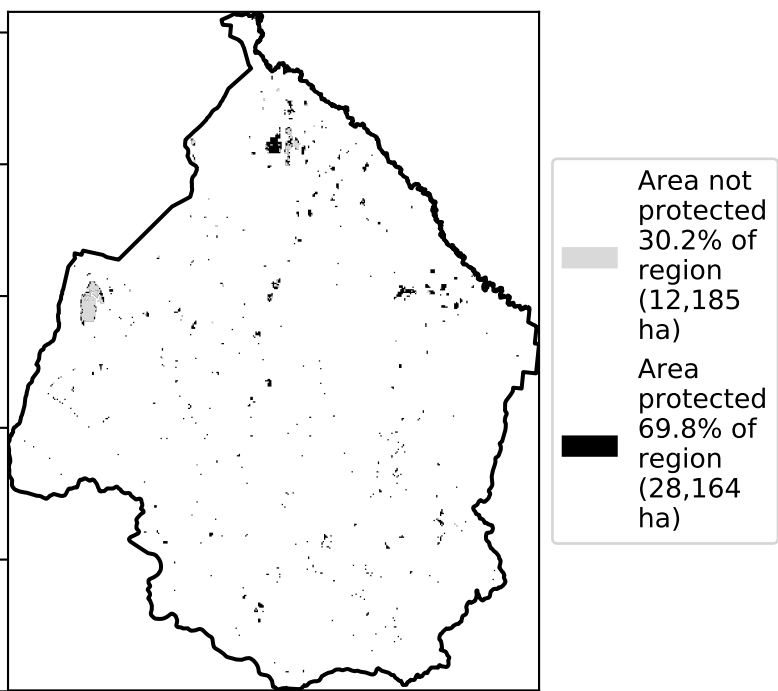 Area not
protected
30.2% of
region
(12,185
ha)
Area
protected
69.8% of
region
(28,164
ha)